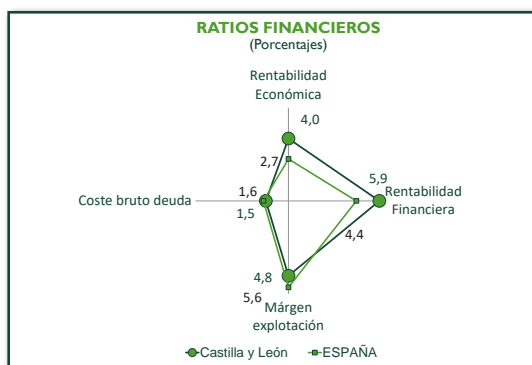 RATIOS FINANCIEROS
(Porcentajes)
Rentabilidad
Económica
4,0
2,7
5,9
Coste bruto deuda
1,6
1,5
Rentabilidad
Financiera
4,4
4,8
5,6
Márgen
explotación
Castilla y León
ESPAÑA